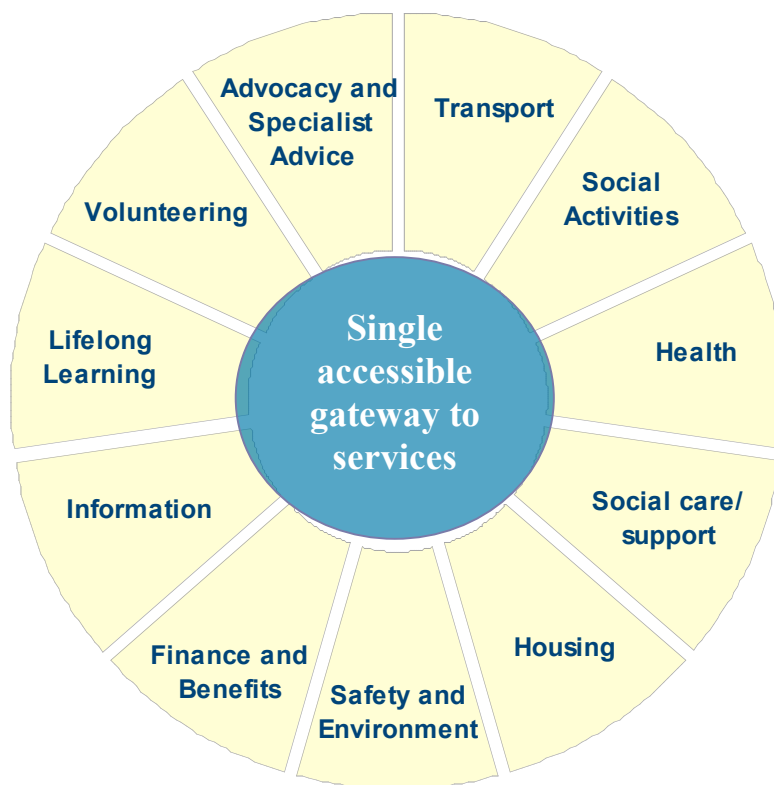 Advocacy and
Specialist
Advice
Transport
Social
Activities
Health
Social care/
support
Housing
Safety and
Environment
Finance and
Benefits
Information
Lifelong
Learning
Volunteering
Single
accessible
gateway to
services